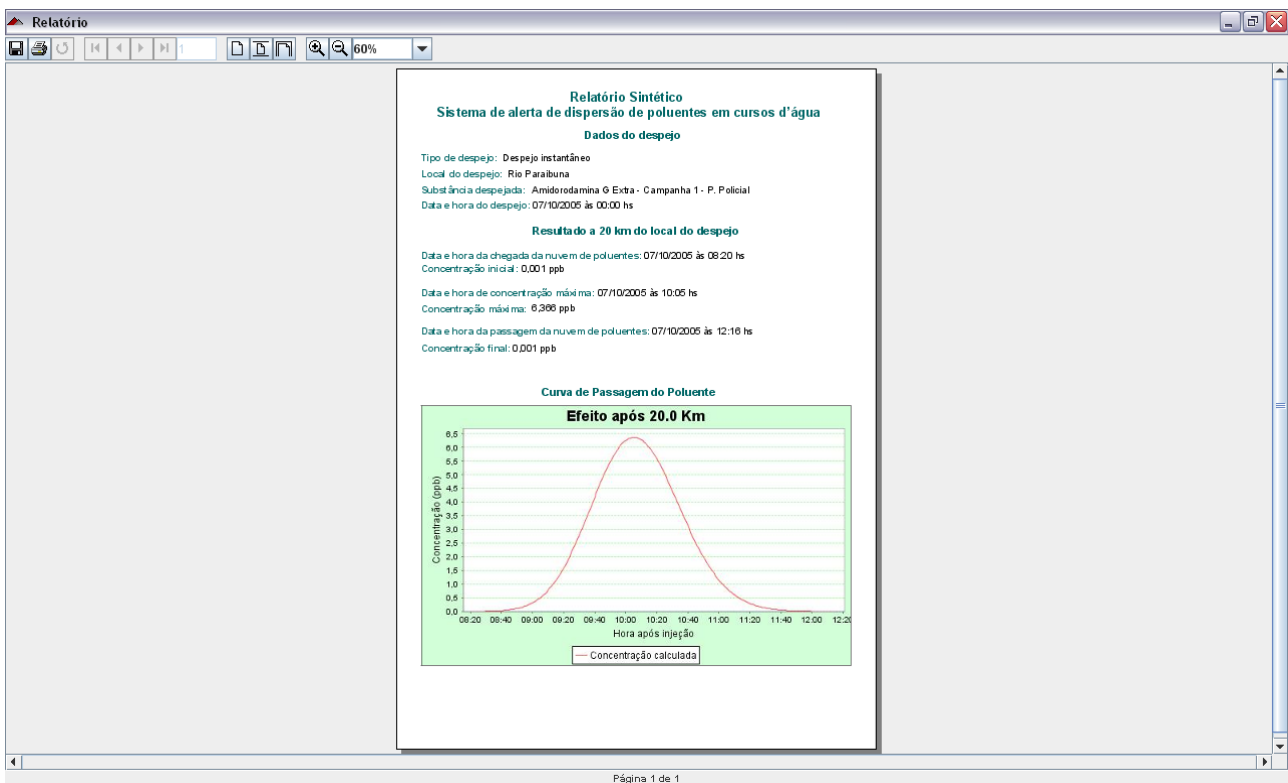 Relatório
1
60%
Relatório Sintético
Sistema de alerta de dispersão de poluentes em cursos d'água
Dados do despejo
Tipo de despejo: Despejo instantâneo
Local do despejo: Rio Paraibuna
Substância despejada: Amidorodamina G Extra - Campanha 1 - P. Policial
Data e hora do despejo: 07/10/2005 às 00:00 hs
Resultado a 20 km do local do despejo
Data e hora da chegada da nuvem de poluentes: 07/10/2005 às 08:20 hs
Concentração inicial: 0,001 ppb
Data e hora de concentração máxima: 07/10/2005 às 10:05 hs
Concentração máxima: 6,366 ppb
Data e hora da passagem da nuvem de poluentes: 07/10/2005 às 12:16 hs
Concentração final: 0,001 ppb
Curva de Passagem do Poluente
Efeito após 20.0 Km
Concentração (ppb)
6,5
6,0
5,5
5,0
4,5
4,0
3,5
3,0
2,5
2,0
1,5
1,0
0,5
0,0
08:20 08:40 09:00 09:20 09:40 10:00 10:20 10:40 11:00 11:20 11:40 12:00 12:20
Hora após injeção
Concentração calculada
Página 1 de 1